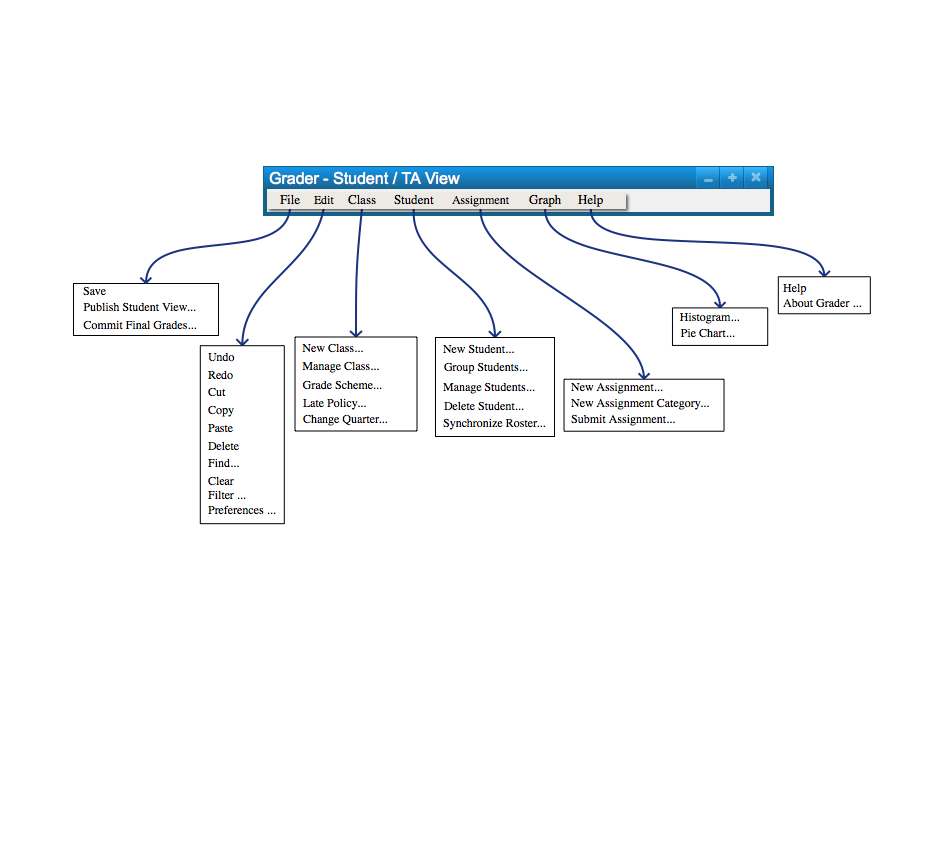 Grader - Student / TA View
File Edit Class Student Assignment Graph Help
Save
Publish Student View...
Commit Final Grades...
Undo
Redo
Cut
Copy
Paste
Delete
Find...
Clear
Filter ...
Preferences ...
New Class...
Manage Class...
Grade Scheme...
Late Policy...
Change Quarter...
New Student...
Group Students...
Manage Students...
Delete Student...
Synchronize Roster...
New Assignment...
New Assignment Category...
Submit Assignment...
Histogram...
Pie Chart...
Help
About Grader ...